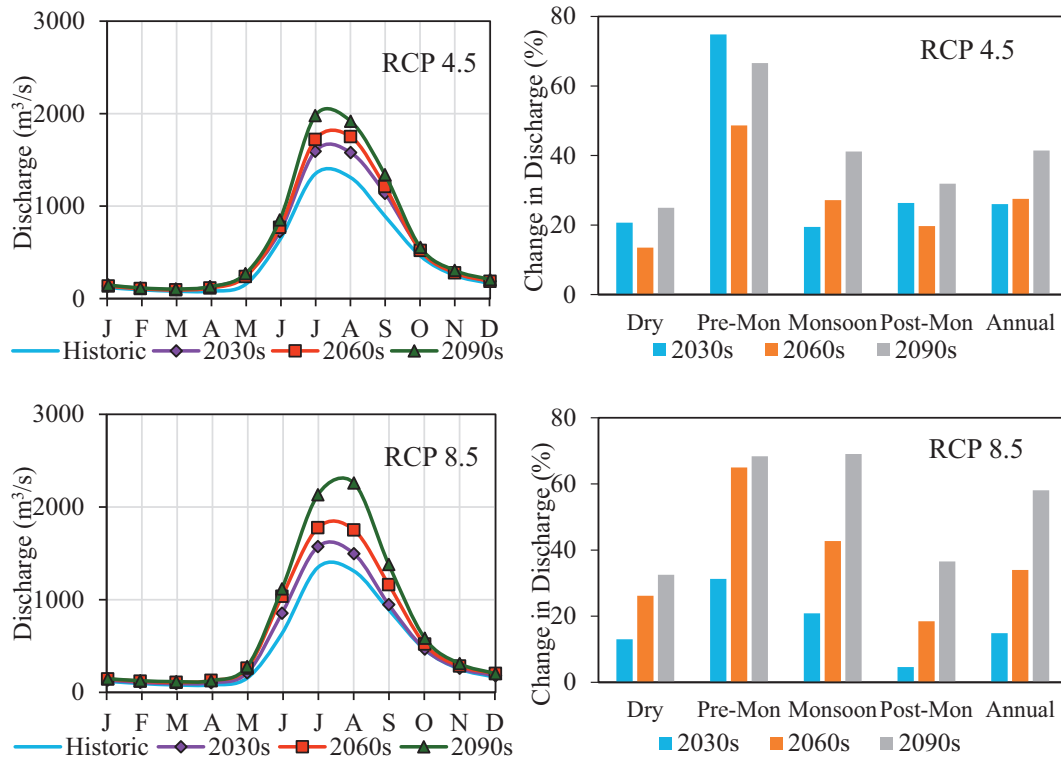 3000
2000
1000
0
Discharge (m³/s)
RCP 4.5
J F M A M J J A S O N D
Historic 2030s 2060s 2090s
80
60
40
20
0
Change in Discharge (%)
RCP 4.5
Dry Pre-Mon Monsoon Post-Mon Annual
2030s 2060s 2090s
3000
2000
1000
0
Discharge (m³/s)
RCP 8.5
J F M A M J J A S O N D
Historic 2030s 2060s 2090s
80
60
40
20
0
Change in Discharge (%)
RCP 8.5
Dry Pre-Mon Monsoon Post-Mon Annual
2030s 2060s 2090s